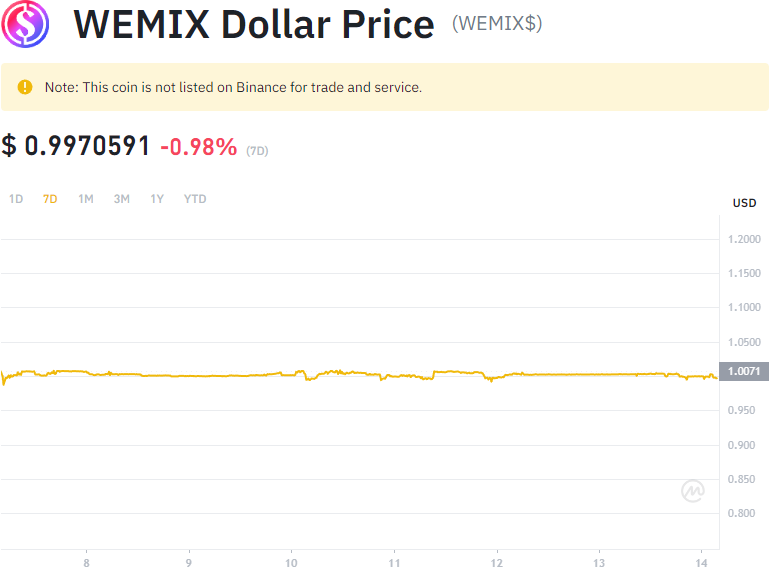 WEMIX Dollar Price (WEMIX$)
Note: This coin is not listed on Binance for trade and service.
$ 0.9970591 -0.98% (7D)
1D 7D 1M 3M 1Y YTD
USD
1.2000
1.1500
1.1000
1.0500
1.0071
0.950
0.900
0.850
0.800
8 9 10 11 12 13 14